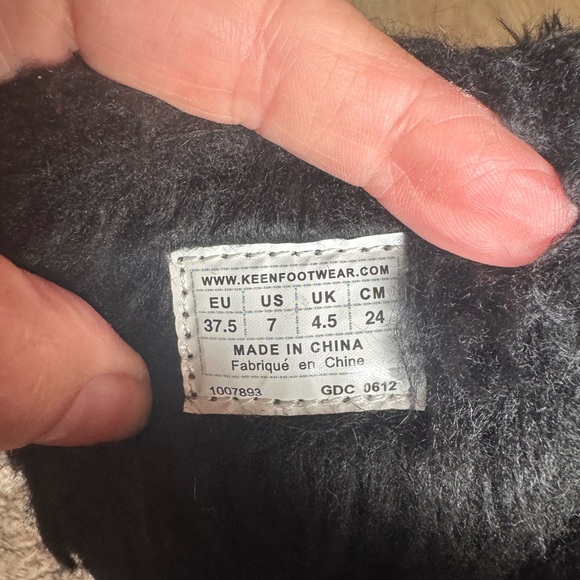 WWW.KEENFOOTWEAR.COM
EU US UK CM
37.5 7 4.5 24
MADE IN CHINA
Fabriqué en Chine
1007893 GDC 0612